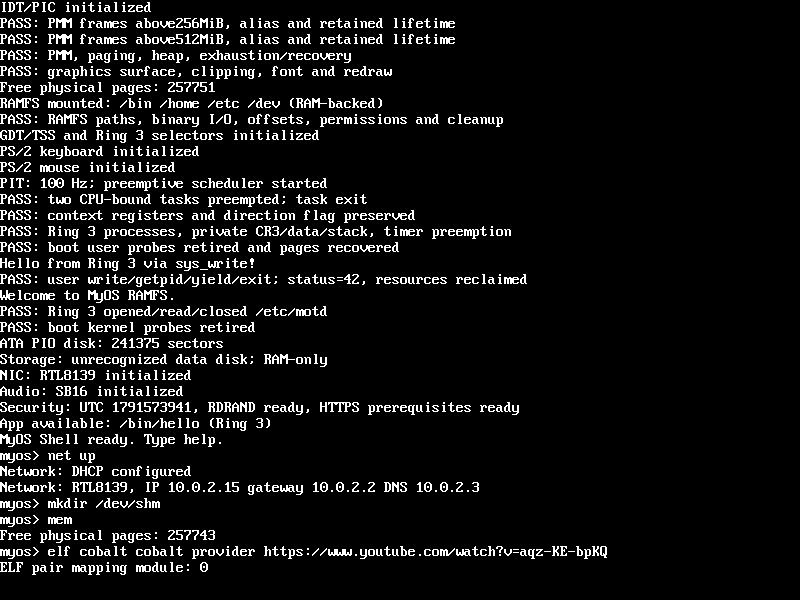 IDT/PIC initialized
PASS: PMM frames above256MiB, alias and retained lifetime
PASS: PMM frames above512MiB, alias and retained lifetime
PASS: PMM, paging, heap, exhaustion/recovery
PASS: graphics surface, clipping, font and redraw
Free physical pages: 257751
RAMFS mounted: /bin /home /etc /dev (RAM-backed)
PASS: RAMFS paths, binary I/O, offsets, permissions and cleanup
GDT/TSS and Ring 3 selectors initialized
PS/2 keyboard initialized
PS/2 mouse initialized
PIT: 100 Hz; preemptive scheduler started
PASS: two CPU-bound tasks preempted; task exit
PASS: context registers and direction flag preserved
PASS: Ring 3 processes, private CR3/data/stack, timer preemption
PASS: boot user probes retired and pages recovered
Hello from Ring 3 via sys_write!
PASS: user write/getpid/yield/exit; status=42, resources reclaimed
Welcome to MyOS RAMFS.
PASS: Ring 3 opened/read/closed /etc/motd
PASS: boot kernel probes retired
ATA PIO disk: 241375 sectors
Storage: unrecognized data disk; RAM-only
NIC: RTL8139 initialized
Audio: SB16 initialized
Security: UTC 1791573941, RDRAND ready, HTTPS prerequisites ready
App available: /bin/hello (Ring 3)
MyOS Shell ready. Type help.
myos> net up
Network: DHCP configured
Network: RTL8139, IP 10.0.2.15 gateway 10.0.2.2 DNS 10.0.2.3
myos> mkdir /dev/shm
myos> mem
Free physical pages: 257743
myos> elf cobalt cobalt provider https://www.youtube.com/watch?v=aqz-KE-bpKQ
ELF pair mapping module: 0